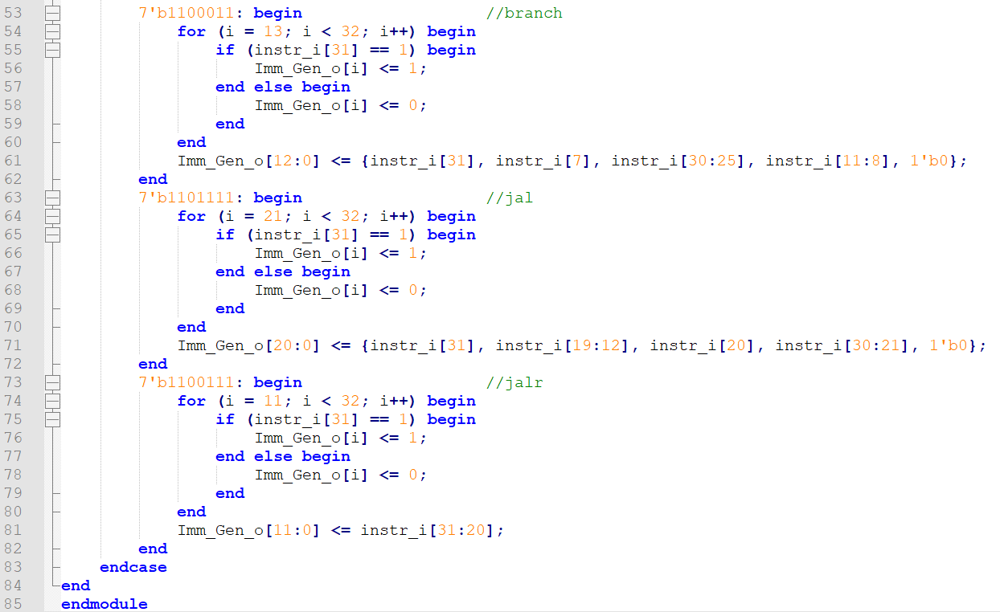 53 7'b1100011: begin //branch
54 for (i = 13; i < 32; i++) begin
55 if (instr_i[31] == 1) begin
56 Imm_Gen_o[i] <= 1;
57 end else begin
58 Imm_Gen_o[i] <= 0;
59 end
60 end
61 Imm_Gen_o[12:0] <= {instr_i[31], instr_i[7], instr_i[30:25], instr_i[11:8], 1'b0};
62 end
63 7'b1101111: begin //jal
64 for (i = 21; i < 32; i++) begin
65 if (instr_i[31] == 1) begin
66 Imm_Gen_o[i] <= 1;
67 end else begin
68 Imm_Gen_o[i] <= 0;
69 end
70 end
71 Imm_Gen_o[20:0] <= {instr_i[31], instr_i[19:12], instr_i[20], instr_i[30:21], 1'b0};
72 end
73 7'b1100111: begin //jalr
74 for (i = 11; i < 32; i++) begin
75 if (instr_i[31] == 1) begin
76 Imm_Gen_o[i] <= 1;
77 end else begin
78 Imm_Gen_o[i] <= 0;
79 end
80 end
81 Imm_Gen_o[11:0] <= instr_i[31:20];
82 end
83 endcase
84 end
85 endmodule